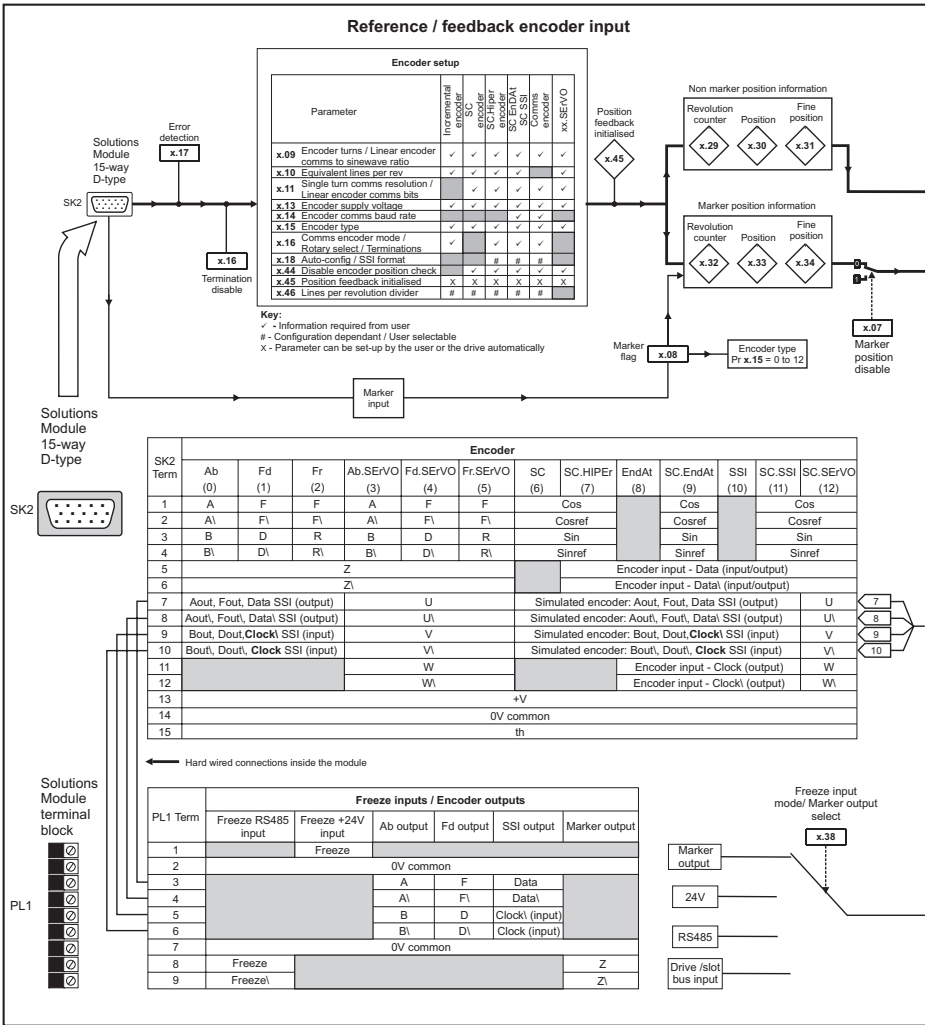 Reference / feedback encoder input
Encoder setup
Parameter
Incremental encoder
SC encoder
SC.Hiper encoder
SC EnDAt
SC SSI
Comms encoder
xx.SErVO
x.09 Encoder turns / Linear encoder comms to sinewave ratio ✓ ✓ ✓ ✓ ✓ ✓
x.10 Equivalent lines per rev ✓ ✓ ✓ ✓ ✓
x.11 Single turn comms resolution / Linear encoder comms bits ✓ ✓ ✓ ✓ ✓
x.13 Encoder supply voltage ✓ ✓ ✓ ✓ ✓ ✓
x.14 Encoder comms baud rate ✓ ✓
x.15 Encoder type ✓ ✓ ✓ ✓ ✓ ✓
x.16 Comms encoder mode / Rotary select / Terminations ✓ ✓ ✓ ✓
x.18 Auto-config / SSI format # # #
x.44 Disable encoder position check ✓ ✓ ✓ ✓ ✓
x.45 Position feedback initialised X X X X X X
x.46 Lines per revolution divider # # # # #
Key:
✓ - Information required from user
# - Configuration dependant / User selectable
X - Parameter can be set-up by the user or the drive automatically
Solutions
Module
15-way
D-type
SK2
Error
detection
x.17
x.16
Termination
disable
Position
feedback
initialised
x.45
Non marker position information
Revolution
counter
Position
Fine
position
x.29
x.30
x.31
Marker position information
Revolution
counter
Position
Fine
position
x.32
x.33
x.34
0
1
x.07
Marker
position
disable
Marker
flag
x.08
Encoder type
Pr x.15 = 0 to 12
Marker
input
Solutions
Module
15-way
D-type
SK2
SK2 Term
Encoder
Ab (0) Fd (1) Fr (2) Ab.SErVO (3) Fd.SErVO (4) Fr.SErVO (5) SC (6) SC.HIPEr (7) EndAt (8) SC.EndAt (9) SSI (10) SC.SSI (11) SC.SErVO (12)
1 A F F A F F Cos Cos Cos
2 A\ F\ F\ A\ F\ F\ Cosref Cosref Cosref
3 B D R B D R Sin Sin Sin
4 B\ D\ R\ B\ D\ R\ Sinref Sinref Sinref
5 Z Encoder input - Data (input/output)
6 Z\ Encoder input - Data\ (input/output)
7 Aout, Fout, Data SSI (output) U Simulated encoder: Aout, Fout, Data SSI (output) U 7
8 Aout\, Fout\, Data\ SSI (output) U\ Simulated encoder: Aout\, Fout\, Data\ SSI (output) U\ 8
9 Bout, Dout,Clock\ SSI (input) V Simulated encoder: Bout, Dout,Clock\ SSI (input) V 9
10 Bout\, Dout\, Clock SSI (input) V\ Simulated encoder: Bout\, Dout\, Clock SSI (input) V\ 10
11 W Encoder input - Clock (output) W
12 W\ Encoder input - Clock\ (output) W\
13 +V
14 0V common
15 th
Hard wired connections inside the module
Solutions
Module
terminal
block
PL1
PL1 Term
Freeze inputs / Encoder outputs
Freeze RS485 input Freeze +24V input Ab output Fd output SSI output Marker output
1 Freeze
2 0V common
3 A F Data
4 A\ F\ Data\
5 B D Clock\ (input)
6 B\ D\ Clock (input)
7 0V common
8 Freeze Z
9 Freeze\ Z\
Freeze input
mode/ Marker output
select
x.38
Marker
output
24V
RS485
Drive /slot
bus input